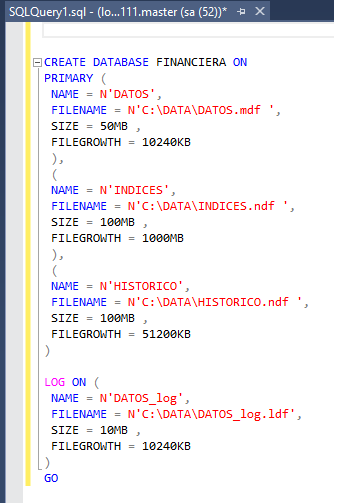 SQLQuery1.sql - (lo...111.master (sa (52))*
CREATE DATABASE FINANCIERA ON
PRIMARY (
NAME = N'DATOS',
FILENAME = N'C:\DATA\DATOS.mdf ',
SIZE = 50MB ,
FILEGROWTH = 10240KB
),
(
NAME = N'INDICES',
FILENAME = N'C:\DATA\INDICES.ndf ',
SIZE = 100MB ,
FILEGROWTH = 1000MB
),
(
NAME = N'HISTORICO',
FILENAME = N'C:\DATA\HISTORICO.ndf ',
SIZE = 100MB ,
FILEGROWTH = 51200KB
)
LOG ON (
NAME = N'DATOS_log',
FILENAME = N'C:\DATA\DATOS_log.ldf',
SIZE = 10MB ,
FILEGROWTH = 10240KB
)
GO